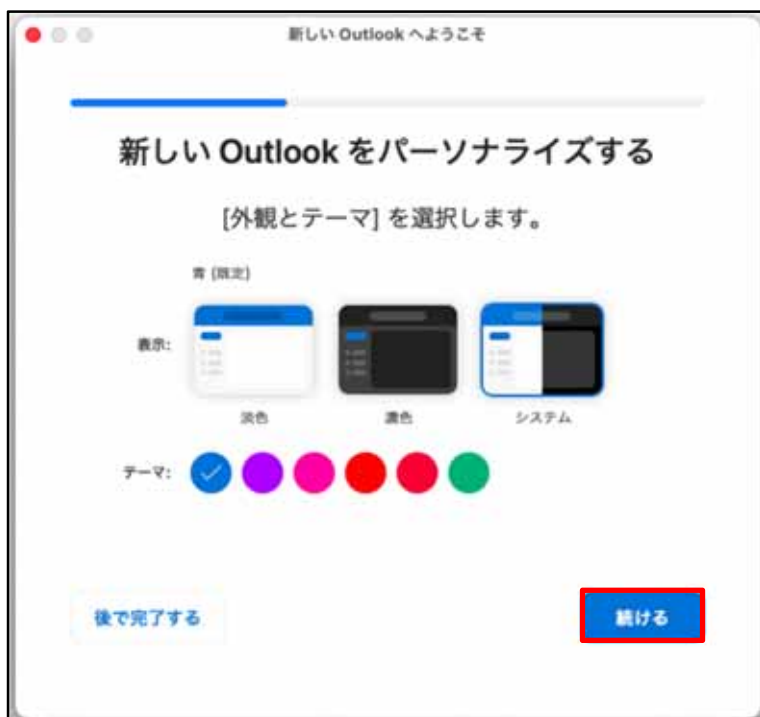 新しい Outlook へようこそ
新しい Outlook をパーソナライズする
[外観とテーマ] を選択します。
青 (既定)
表示:
淡色 濃色 システム
テーマ:
後で完了する 続ける